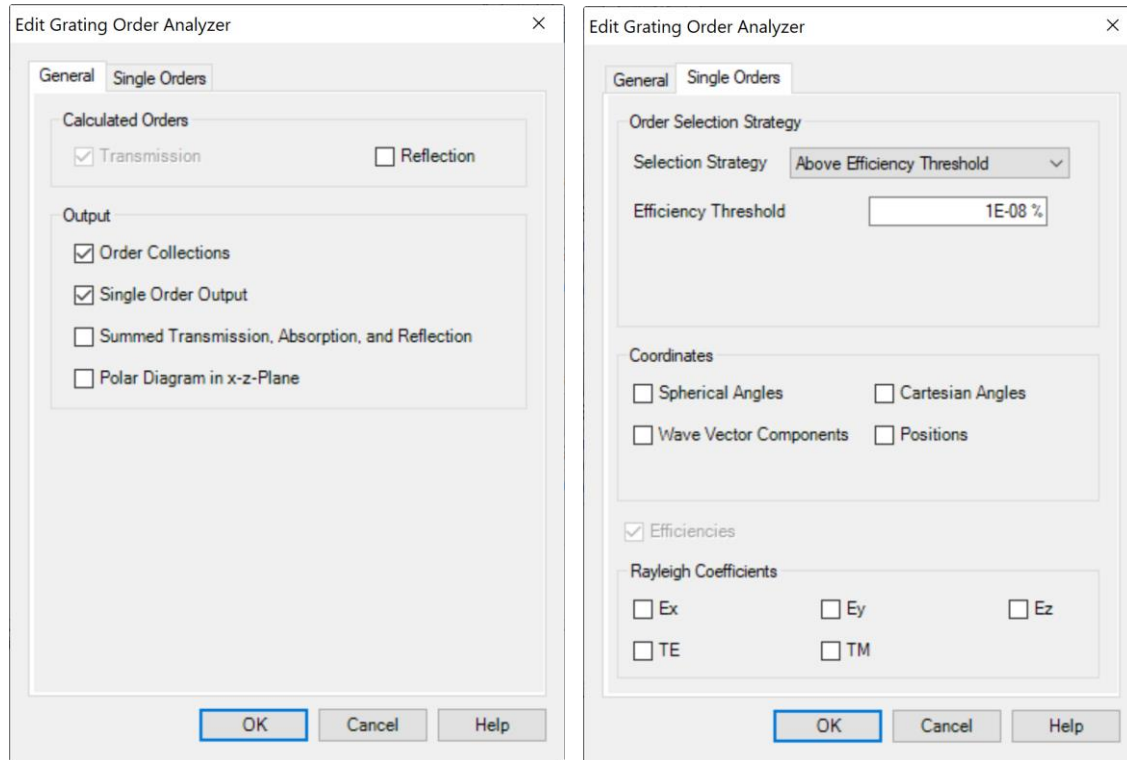 Edit Grating Order Analyzer
General Single Orders
Calculated Orders
Transmission Reflection
Output
Order Collections
Single Order Output
Summed Transmission, Absorption, and Reflection
Polar Diagram in x-z-Plane
OK Cancel Help
Edit Grating Order Analyzer
General Single Orders
Order Selection Strategy
Selection Strategy Above Efficiency Threshold
Efficiency Threshold 1E-08 %
Coordinates
Spherical Angles Cartesian Angles
Wave Vector Components Positions
Efficiencies
Rayleigh Coefficients
Ex Ey Ez
TE TM
OK Cancel Help